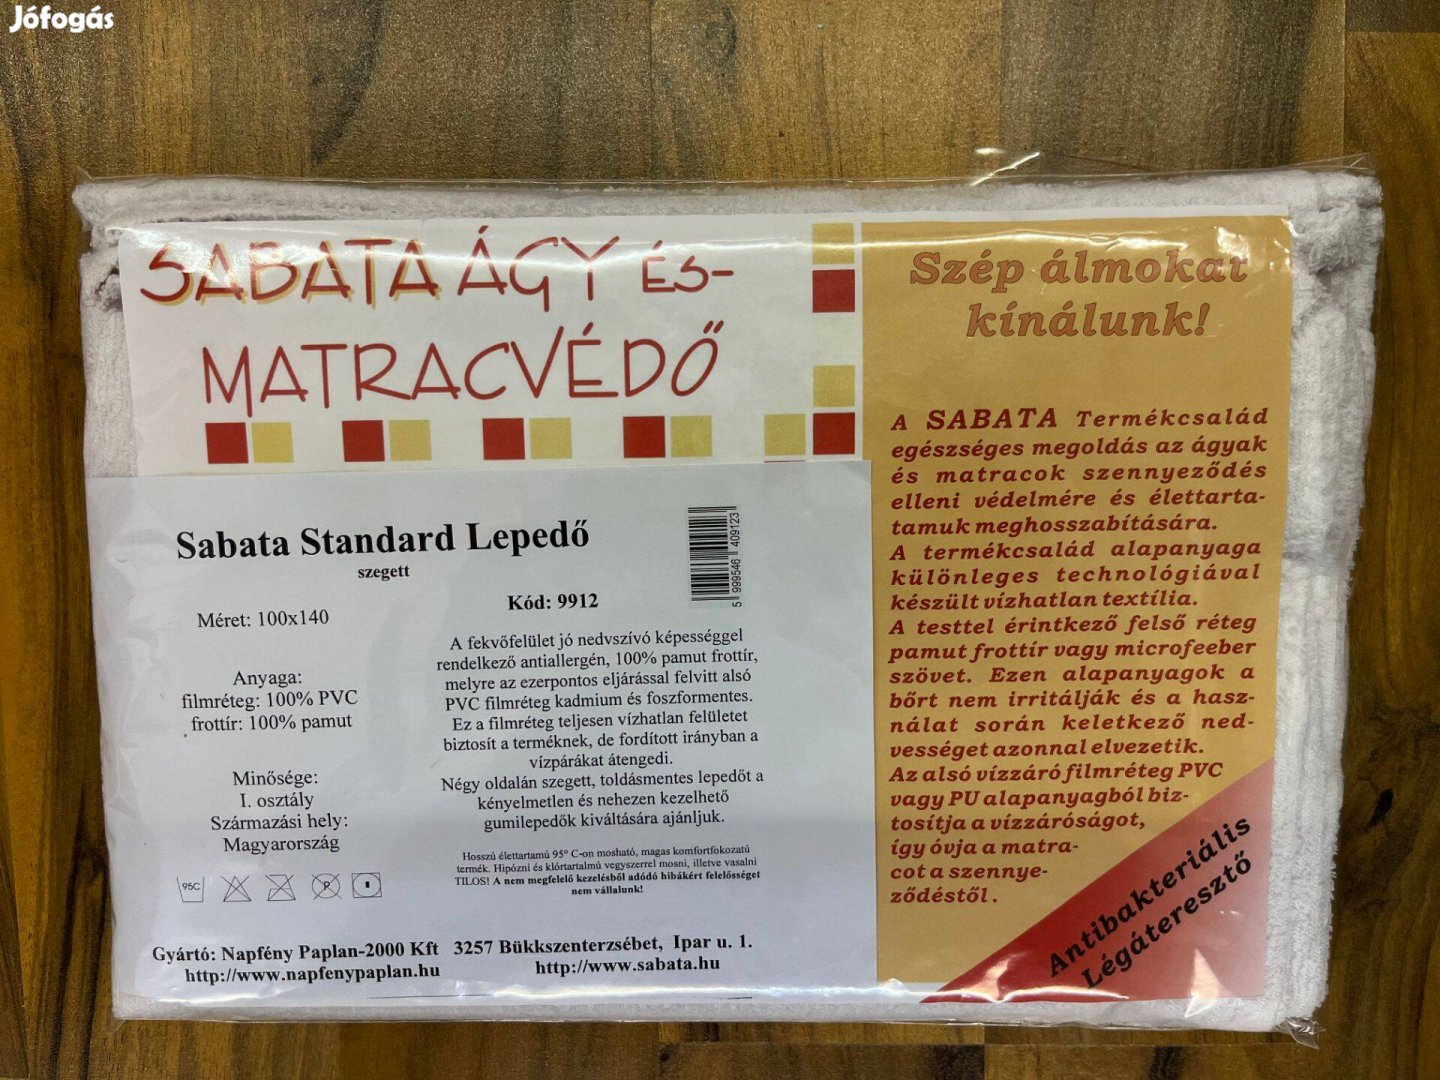 Jófogás
SABATA ÁGY ÉS-
MATRACVÉDŐ
Sabata Standard Lepedő
szegett
Méret: 100x140
Kód: 9912
5 999546 409123
Anyaga:
filmréteg: 100% PVC
frottír: 100% pamut
Minősége:
I. osztály
Származási hely:
Magyarország
95C
P
A fekvőfelület jó nedvszívó képességgel
rendelkező antiallergén, 100% pamut frottír,
melyre az ezerpontos eljárással felvitt alsó
PVC filmréteg kadmium és foszformentes.
Ez a filmréteg teljesen vízhatlan felületet
biztosít a terméknek, de fordított irányban a
vízpárákat átengedi.
Négy oldalán szegett, toldásmentes lepedőt a
kényelmetlen és nehezen kezelhető
gumilepedők kiváltására ajánljuk.
Hosszú élettartamú 95° C-on mosható, magas komfortfokozatú
termék. Hipózni és klórtartalmú vegyszerrel mosni, illetve vasalni
TILOS! A nem megfelelő kezelésből adódó hibákért felelősséget
nem vállalunk!
Gyártó: Napfény Paplan-2000 Kft 3257 Bükkszenterzsébet, Ipar u. 1.
http://www.napfenypaplan.hu http://www.sabata.hu
Szép álmokat
kínálunk!
A SABATA Termékcsalád
egészséges megoldás az ágyak
és matracok szennyeződés
elleni védelmére és élettarta-
tamuk meghosszabítására.
A termékcsalád alapanyaga
különleges technológiával
készült vízhatlan textília.
A testtel érintkező felső réteg
pamut frottír vagy microfeeber
szövet. Ezen alapanyagok a
bőrt nem irritálják és a hasz-
nálat során keletkező ned-
vességet azonnal elvezetik.
Az alsó vízzáró filmréteg PVC
vagy PU alapanyagból biz-
tosítja a vízzáróságot,
így óvja a matra-
cot a szennye-
ződéstől.
Antibakteriális
Légáteresztő